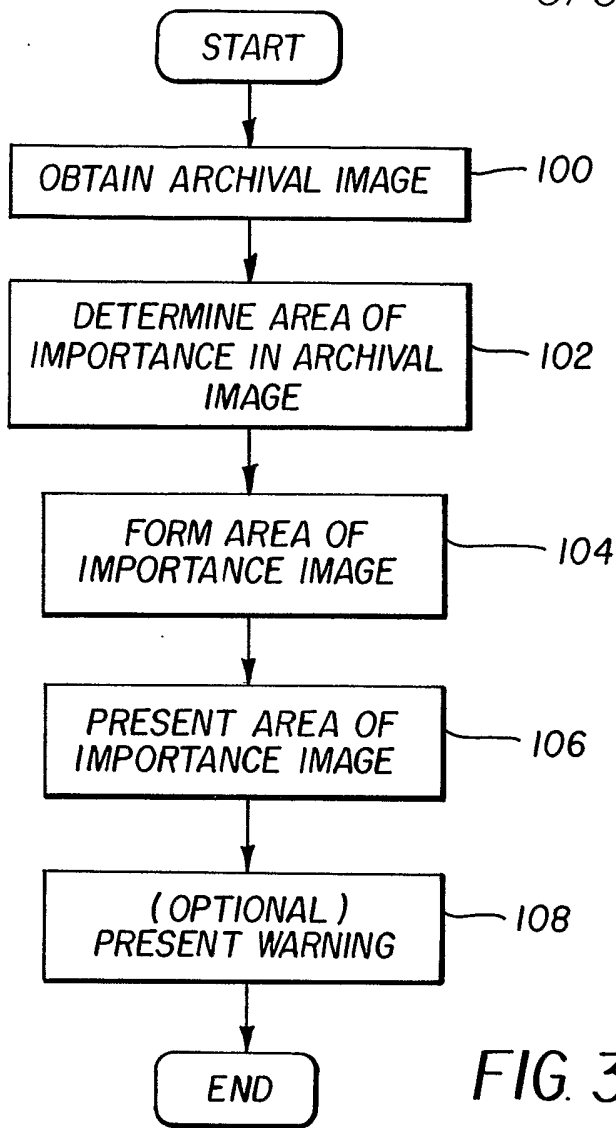 START
OBTAIN ARCHIVAL IMAGE
100
DETERMINE AREA OF
IMPORTANCE IN ARCHIVAL
IMAGE
102
FORM AREA OF
IMPORTANCE IMAGE
104
PRESENT AREA OF
IMPORTANCE IMAGE
106
(OPTIONAL)
PRESENT WARNING
108
END
FIG. 3